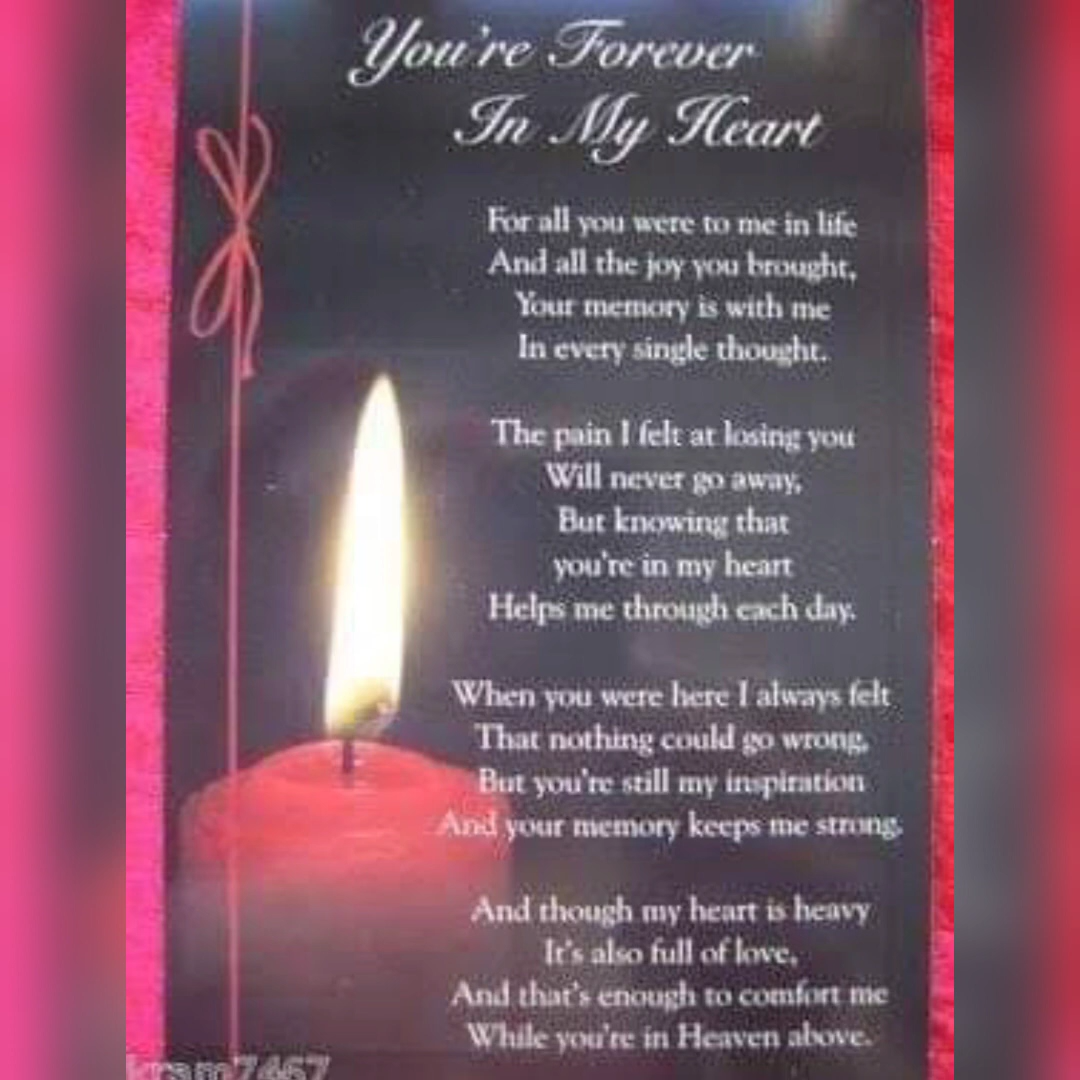 You're Forever
In My Heart
For all you were to me in life
And all the joy you brought,
Your memory is with me
In every single thought.
The pain I felt at losing you
Will never go away,
But knowing that
you're in my heart
Helps me through each day.
When you were here I always felt
That nothing could go wrong,
But you're still my inspiration
And your memory keeps me strong.
And though my heart is heavy
It's also full of love,
And that's enough to comfort me
While you're in Heaven above.